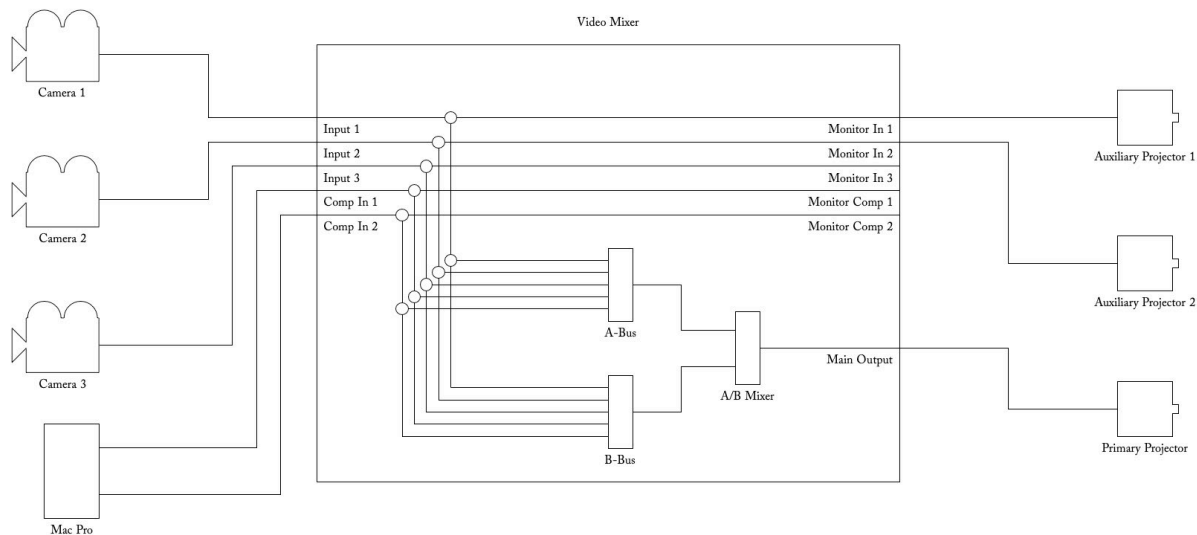 Video Mixer
Camera 1
Input 1
Monitor In 1
Auxiliary Projector 1
Input 2
Monitor In 2
Input 3
Monitor In 3
Comp In 1
Monitor Comp 1
Comp In 2
Monitor Comp 2
Camera 2
Auxiliary Projector 2
A-Bus
Main Output
Camera 3
A/B Mixer
Primary Projector
B-Bus
Mac Pro